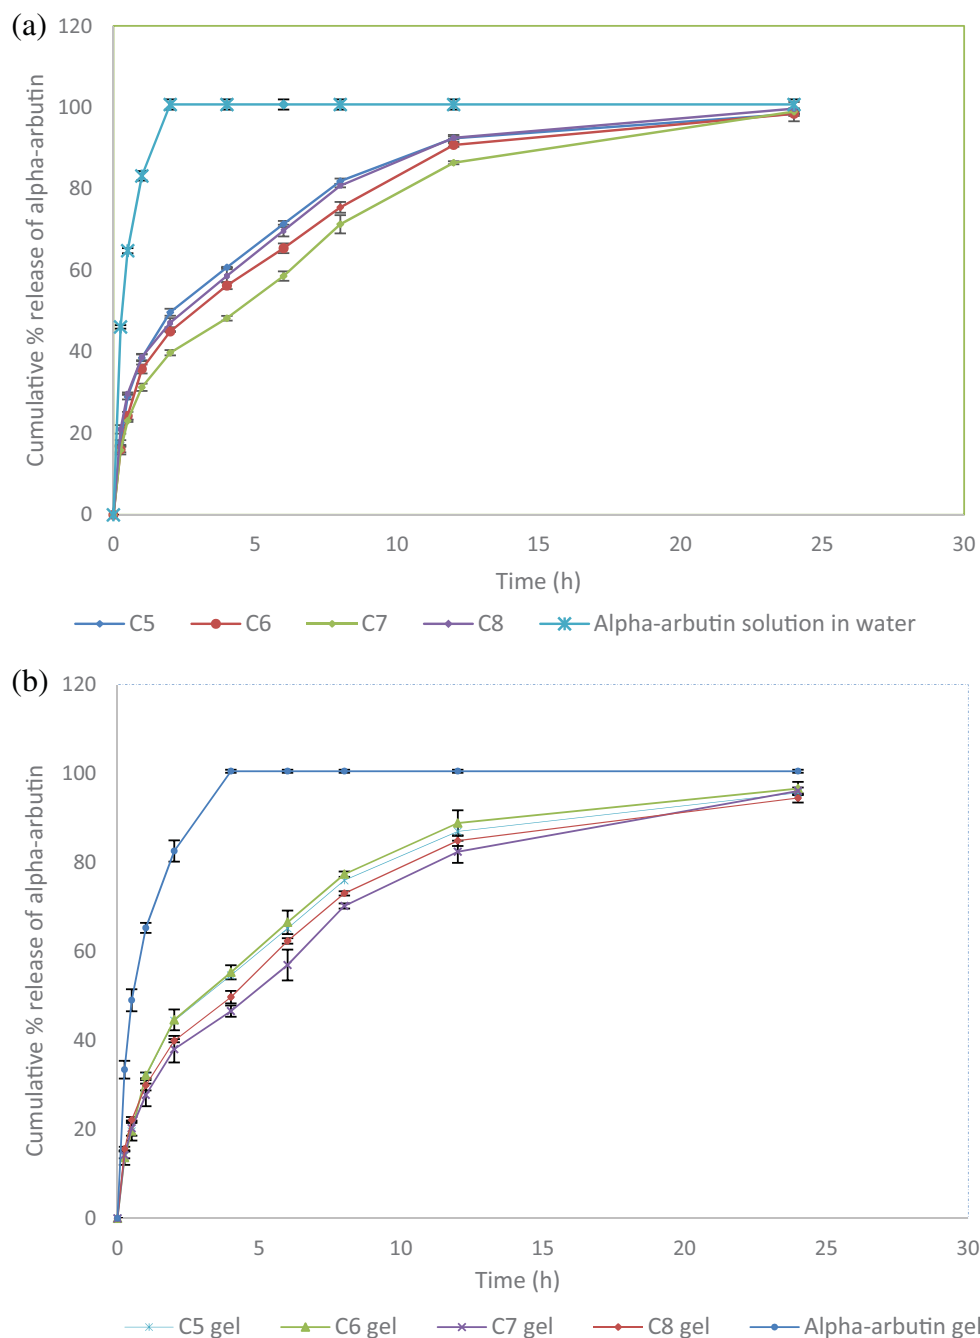 (a)
120
100
80
60
40
20
0
Cumulative % release of alpha-arbutin
0 5 10 15 20 25 30
Time (h)
C5 C6 C7 C8 Alpha-arbutin solution in water
(b)
120
100
80
60
40
20
0
Cumulative % release of alpha-arbutin
0 5 10 15 20 25 30
Time (h)
C5 gel C6 gel C7 gel C8 gel Alpha-arbutin gel